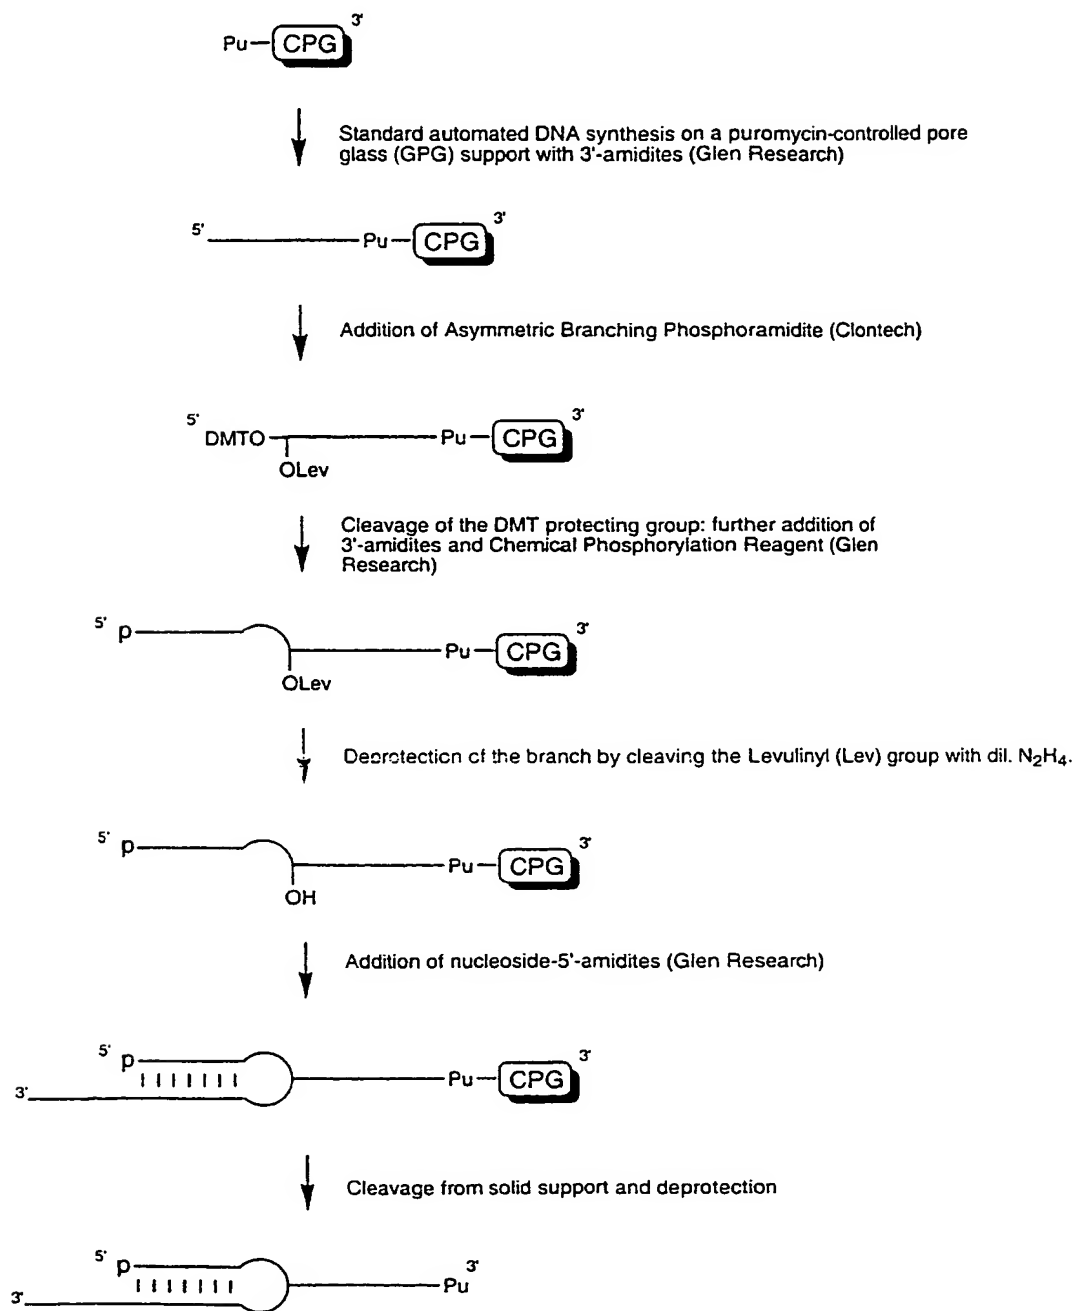 3'
Pu
CPG
Standard automated DNA synthesis on a puromycin-controlled pore
glass (GPG) support with 3'-amidites (Glen Research)
5'
Pu
CPG
3'
Addition of Asymmetric Branching Phosphoramidite (Clontech)
5'
DMTO
Pu
CPG
3'
OLev
Cleavage of the DMT protecting group: further addition of
3'-amidites and Chemical Phosphorylation Reagent (Glen
Research)
5' p
Pu
CPG
3'
OLev
Deprotection of the branch by cleaving the Levulinyl (Lev) group with dil. N₂H₄.
5' p
Pu
CPG
3'
OH
Addition of nucleoside-5'-amidites (Glen Research)
5' p
Pu
CPG
3'
3'
Cleavage from solid support and deprotection
5' p
Pu
3'
3'